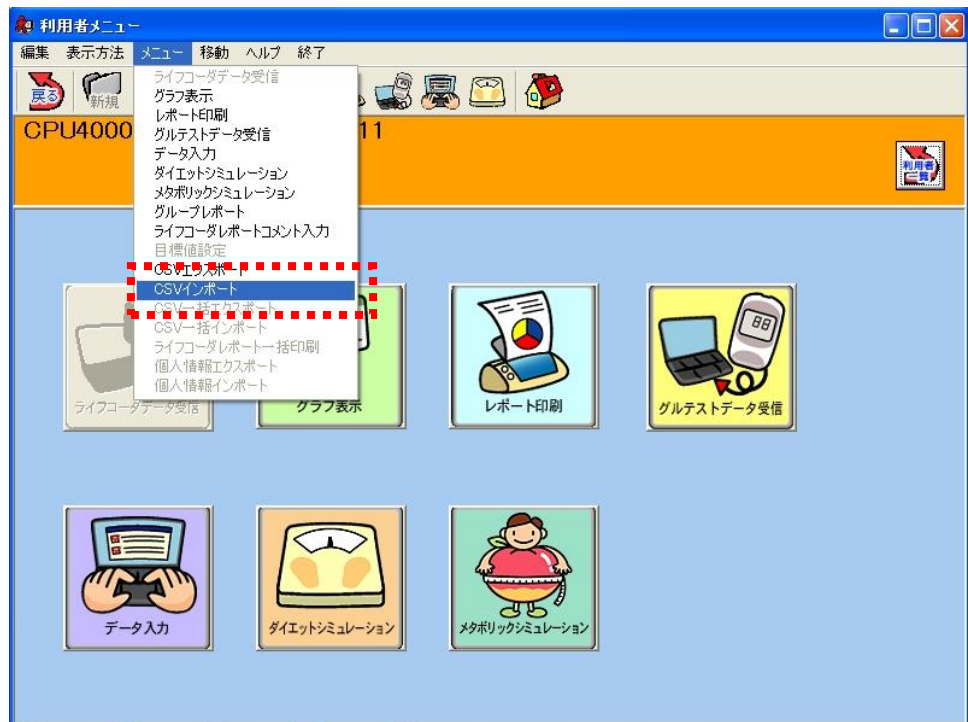 利用者メニュー
編集 表示方法 メニュー 移動 ヘルプ 終了
戻る 新規
ライフコーダデータ受信
グラフ表示
レポート印刷
グルテストデータ受信
データ入力
ダイエットシミュレーション
メタボリックシミュレーション
グループレポート
ライフコーダレポートコメント入力
目標値設定
CSVエクスポート
CSVインポート
CSV一括エクスポート
CSV一括インポート
ライフコーダレポート一括印刷
個人情報エクスポート
個人情報インポート
CPU4000 11
利用者
一覧
ライフコーダデータ受信 グラフ表示 レポート印刷 グルテストデータ受信
88
データ入力 ダイエットシミュレーション メタボリックシミュレーション